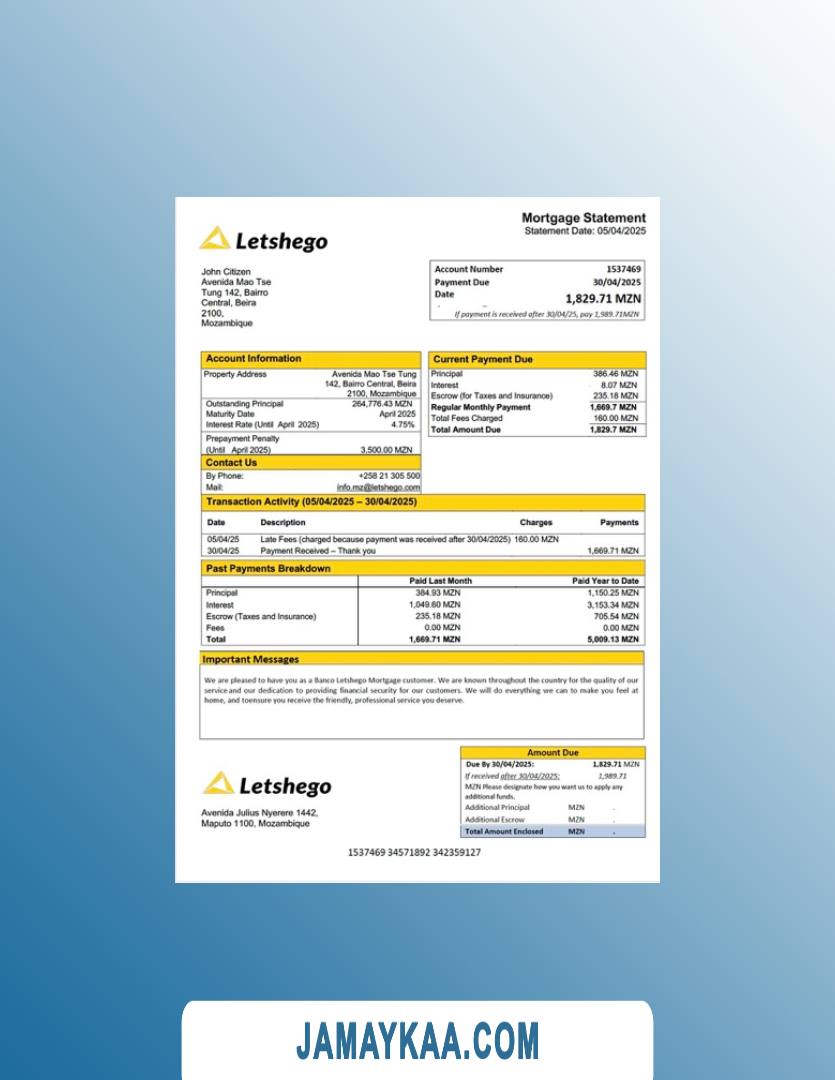 Mortgage Statement
Statement Date: 05/04/2025
Letshego
John Citizen
Avenida Mao Tse
Tung 142, Bairro
Central, Beira
2100,
Mozambique
Account Number 1537469
Payment Due 30/04/2025
Date
1,829.71 MZN
If payment is received after 30/04/25, pay 1,989.71MZN
Account Information
Property Address Avenida Mao Tse Tung
142, Bairro Central, Beira
2100, Mozambique
Outstanding Principal 264,776.43 MZN
Maturity Date April 2025
Interest Rate (Until April 2025) 4.75%
Prepayment Penalty
(Until April 2025) 3,500.00 MZN
Contact Us
By Phone: +258 21 305 500
Mail: info.mz@letshego.com
Current Payment Due
Principal 386.46 MZN
Interest 8.07 MZN
Escrow (for Taxes and Insurance) 235.18 MZN
Regular Monthly Payment 1,669.7 MZN
Total Fees Charged 160.00 MZN
Total Amount Due 1,829.7 MZN
Transaction Activity (05/04/2025 – 30/04/2025)
Date Description Charges Payments
05/04/25 Late Fees (charged because payment was received after 30/04/2025) 160.00 MZN
30/04/25 Payment Received – Thank you 1,669.71 MZN
Past Payments Breakdown
Paid Last Month Paid Year to Date
Principal 384.93 MZN 1,150.25 MZN
Interest 1,049.60 MZN 3,153.34 MZN
Escrow (Taxes and Insurance) 235.18 MZN 705.54 MZN
Fees 0.00 MZN 0.00 MZN
Total 1,669.71 MZN 5,009.13 MZN
Important Messages
We are pleased to have you as a Banco Letshego Mortgage customer. We are known throughout the country for the quality of our
service and our dedication to providing financial security for our customers. We will do everything we can to make you feel at
home, and toensure you receive the friendly, professional service you deserve.
Letshego
Avenida Julius Nyerere 1442,
Maputo 1100, Mozambique
Amount Due
Due By 30/04/2025: 1,829.71 MZN
If received after 30/04/2025: 1,989.71
MZN Please designate how you want us to apply any
additional funds.
Additional Principal MZN .
Additional Escrow MZN .
Total Amount Enclosed MZN .
1537469 34571892 342359127
JAMAYKAA.COM